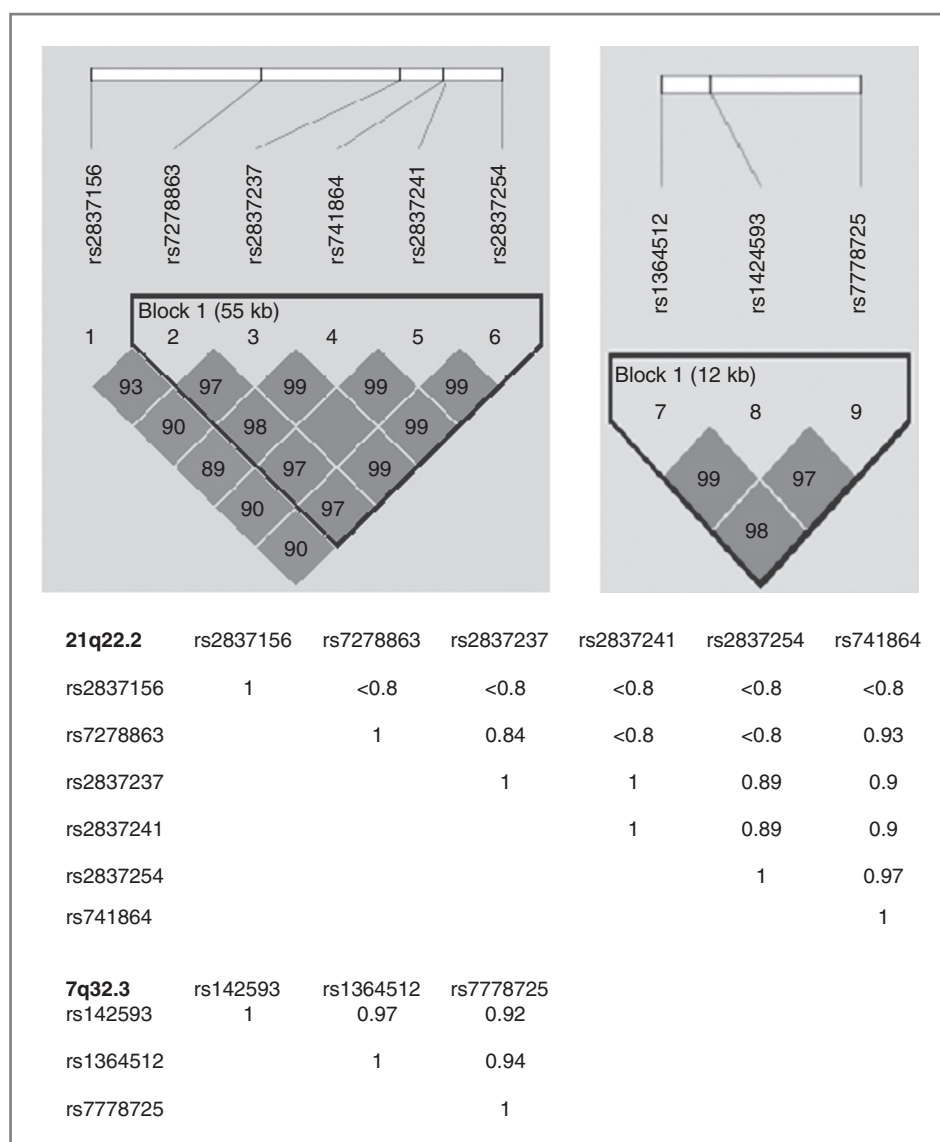 rs2837156 rs7278863 rs2837237 rs741864 rs2837241 rs2837254
Block 1 (55 kb)
1 2 3 4 5 6
93 97 99 99 99
90 98 99
89 97 99
90 97
90
rs1364512 rs1424593 rs7778725
Block 1 (12 kb)
7 8 9
99 97
98
21q22.2 rs2837156 rs7278863 rs2837237 rs2837241 rs2837254 rs741864
rs2837156 1 <0.8 <0.8 <0.8 <0.8 <0.8
rs7278863 1 0.84 <0.8 <0.8 0.93
rs2837237 1 1 0.89 0.9
rs2837241 1 0.89 0.9
rs2837254 1 0.97
rs741864 1
7q32.3 rs142593 rs1364512 rs7778725
rs142593 1 0.97 0.92
rs1364512 1 0.94
rs7778725 1